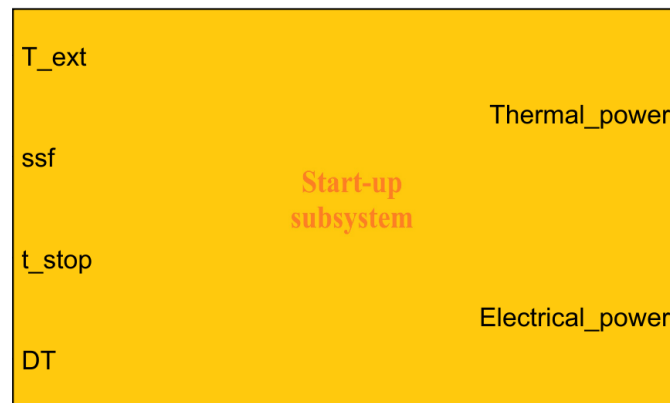 T_ext
Thermal_power
ssf
Start-up
subsystem
t_stop
Electrical_power
DT